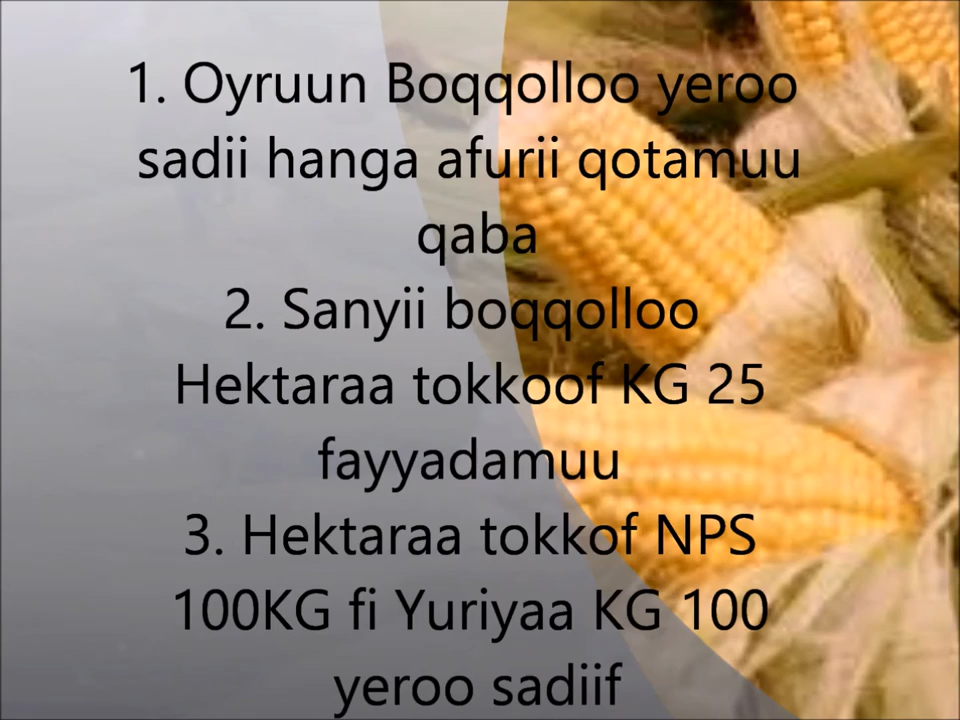 1. Oyruun Boqqolloo yeroo
sadii hanga afurii qotamuu
qaba
2. Sanyii boqqolloo
Hektaraa tokkoof KG 25
fayyadamuu
3. Hektaraa tokkof NPS
100KG fi Yuriyaa KG 100
yeroo sadiif